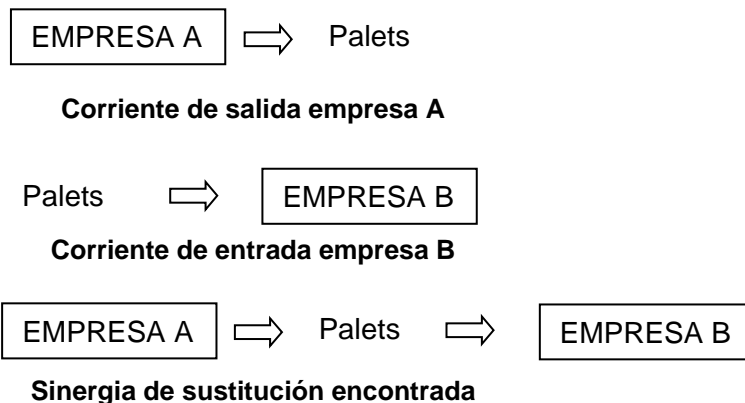 EMPRESA A Palets
Corriente de salida empresa A
Palets EMPRESA B
Corriente de entrada empresa B
EMPRESA A Palets EMPRESA B
Sinergia de sustitución encontrada